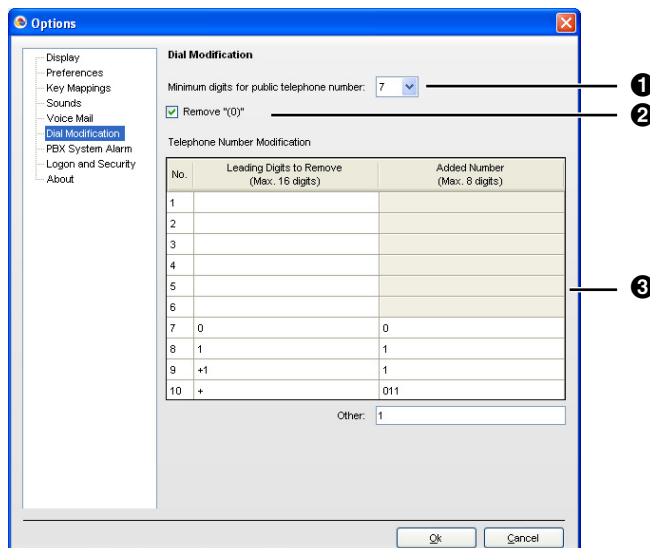 Options
Display
Preferences
Key Mappings
Sounds
Voice Mail
Dial Modification
PBX System Alarm
Logon and Security
About
Dial Modification
Minimum digits for public telephone number: 7
Remove "(0)"
Telephone Number Modification
No. Leading Digits to Remove (Max. 16 digits) Added Number (Max. 8 digits)
1
2
3
4
5
6
7 0 0
8 1 1
9 +1 1
10 + 011
Other: 1
Ok Cancel
1
2
3